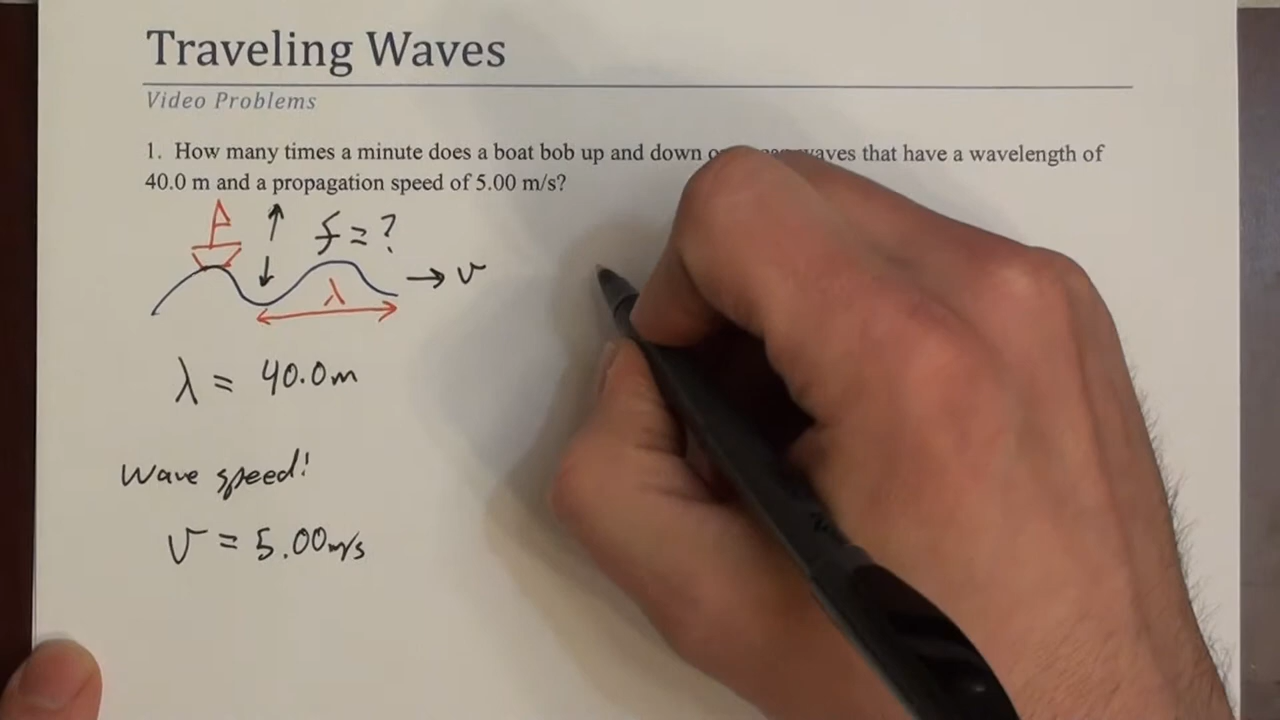 Traveling Waves
Video Problems
1. How many times a minute does a boat bob up and down waves that have a wavelength of
40.0 m and a propagation speed of 5.00 m/s?
f = ?
→ v
λ
λ = 40.0m
Wave speed!
v = 5.00m/s